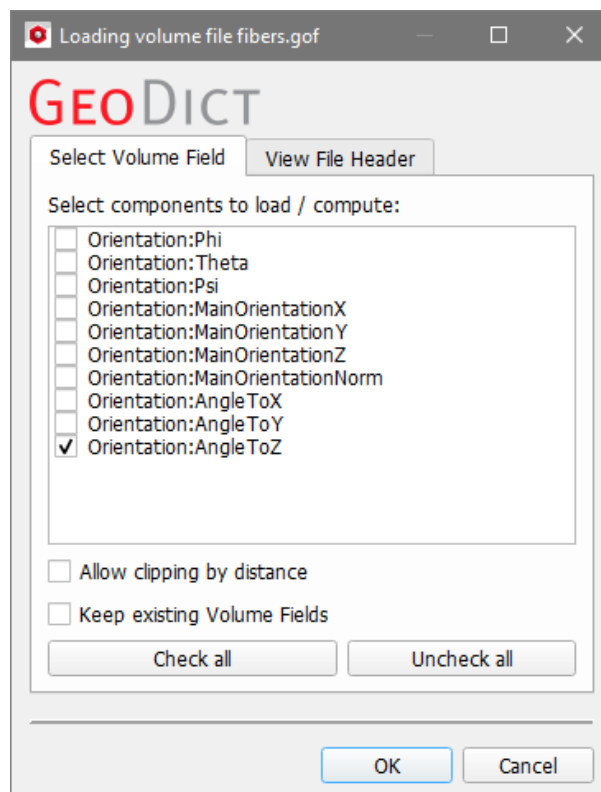 Loading volume file fibers.gof
GEODICT
Select Volume Field
View File Header
Select components to load / compute:
Orientation:Phi
Orientation:Theta
Orientation:Psi
Orientation:MainOrientationX
Orientation:MainOrientationY
Orientation:MainOrientationZ
Orientation:MainOrientationNorm
Orientation:AngleToX
Orientation:AngleToY
Orientation:AngleToZ
Allow clipping by distance
Keep existing Volume Fields
Check all
Uncheck all
OK
Cancel